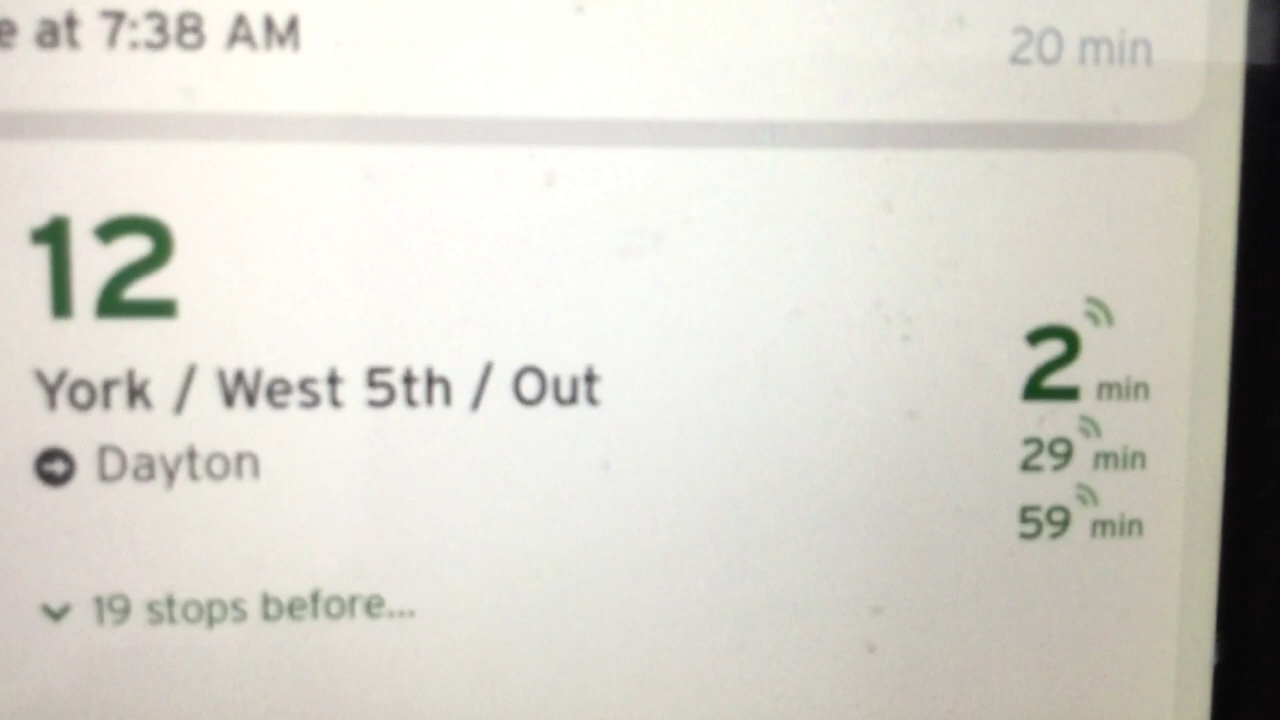 at 7:38 AM
20 min
12
York / West 5th / Out
Dayton
2 min
29 min
59 min
19 stops before...